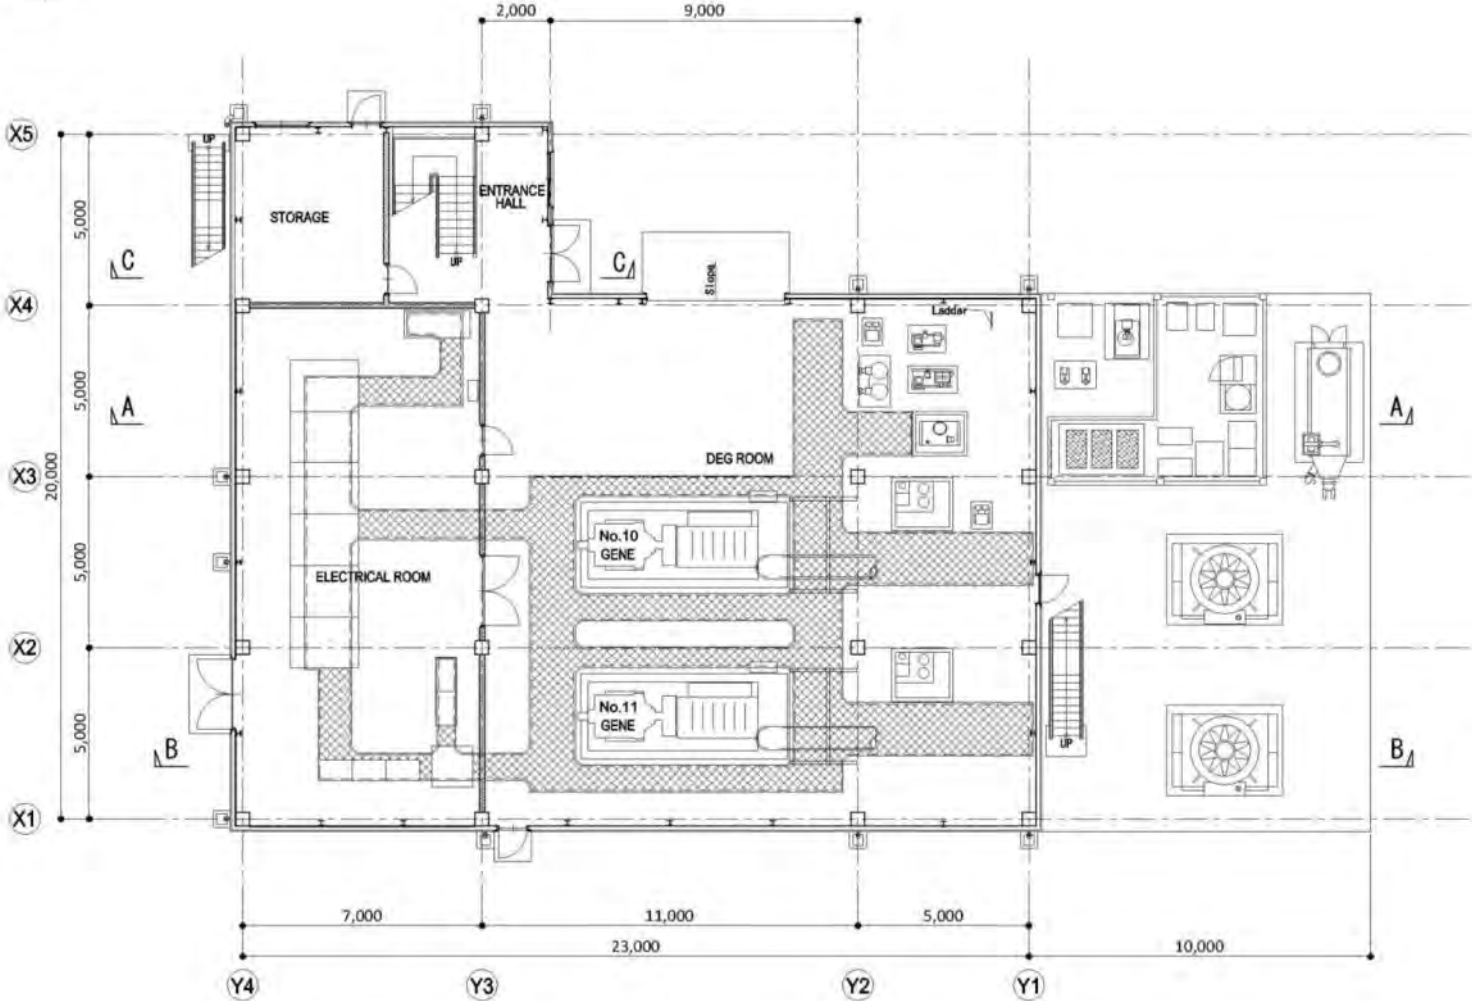 2,000
9,000
X5
UP
STORAGE
ENTRANCE
HALL
5,000
C
C
UP
Slope
X4
Laddar
5,000
A
A
DEG ROOM
X3
20,000
No.10
GENE
5,000
ELECTRICAL ROOM
X2
No.11
GENE
5,000
B
UP
B
X1
7,000
11,000
5,000
23,000
10,000
Y4
Y3
Y2
Y1